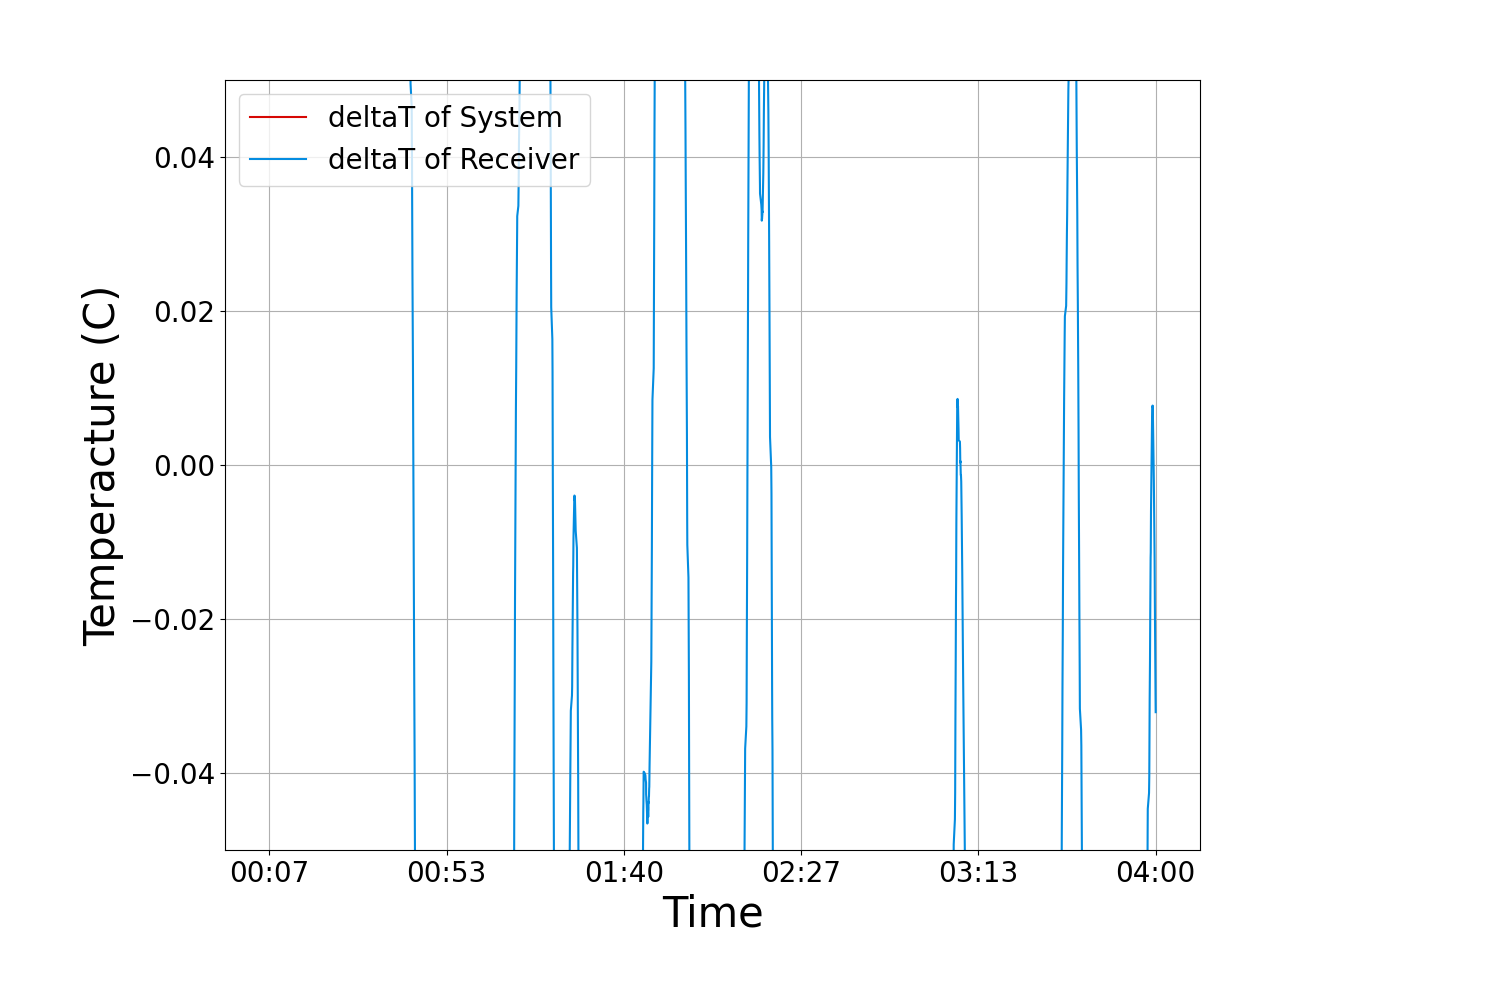 deltaT of System
deltaT of Receiver
0.04
0.02
0.00
−0.02
−0.04
Temperacture (C)
00:07 00:53 01:40 02:27 03:13 04:00
Time